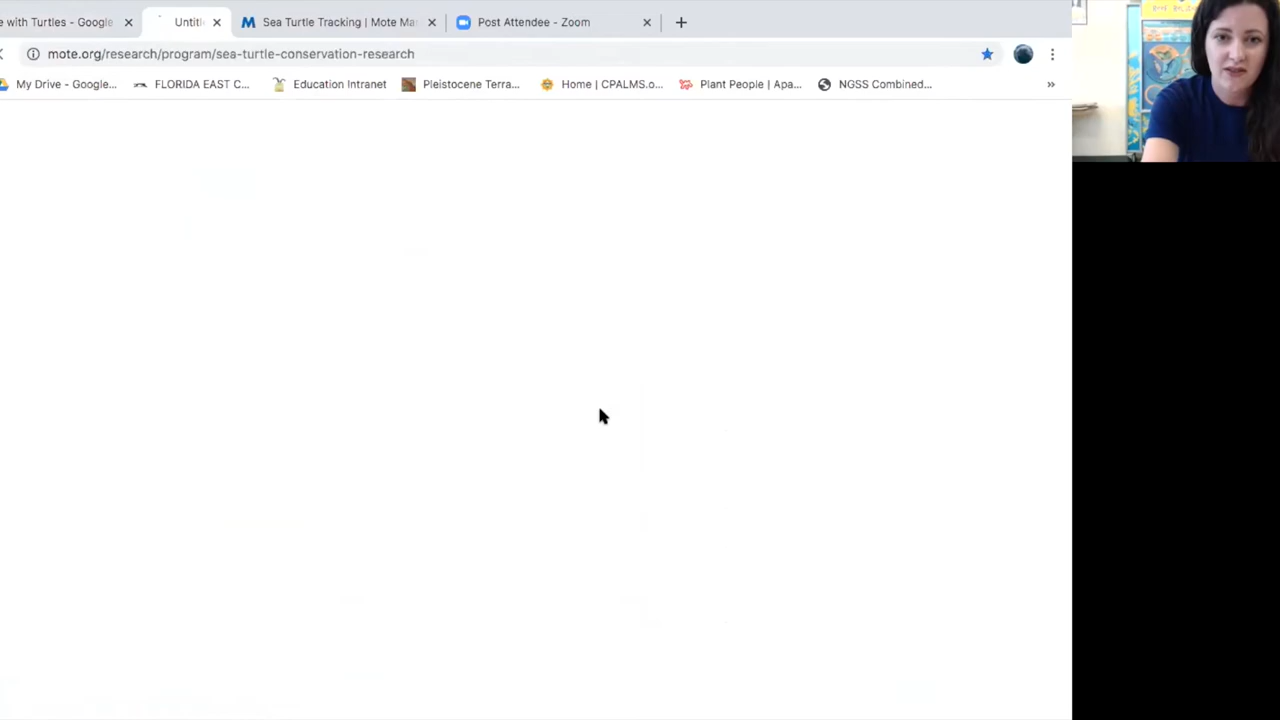 e with Turtles - Google
Untitl
Sea Turtle Tracking | Mote Ma
Post Attendee - Zoom
mote.org/research/program/sea-turtle-conservation-research
My Drive - Google...
FLORIDA EAST C...
Education Intranet
Pleistocene Terra...
Home | CPALMS.o...
Plant People | Apa...
NGSS Combined...